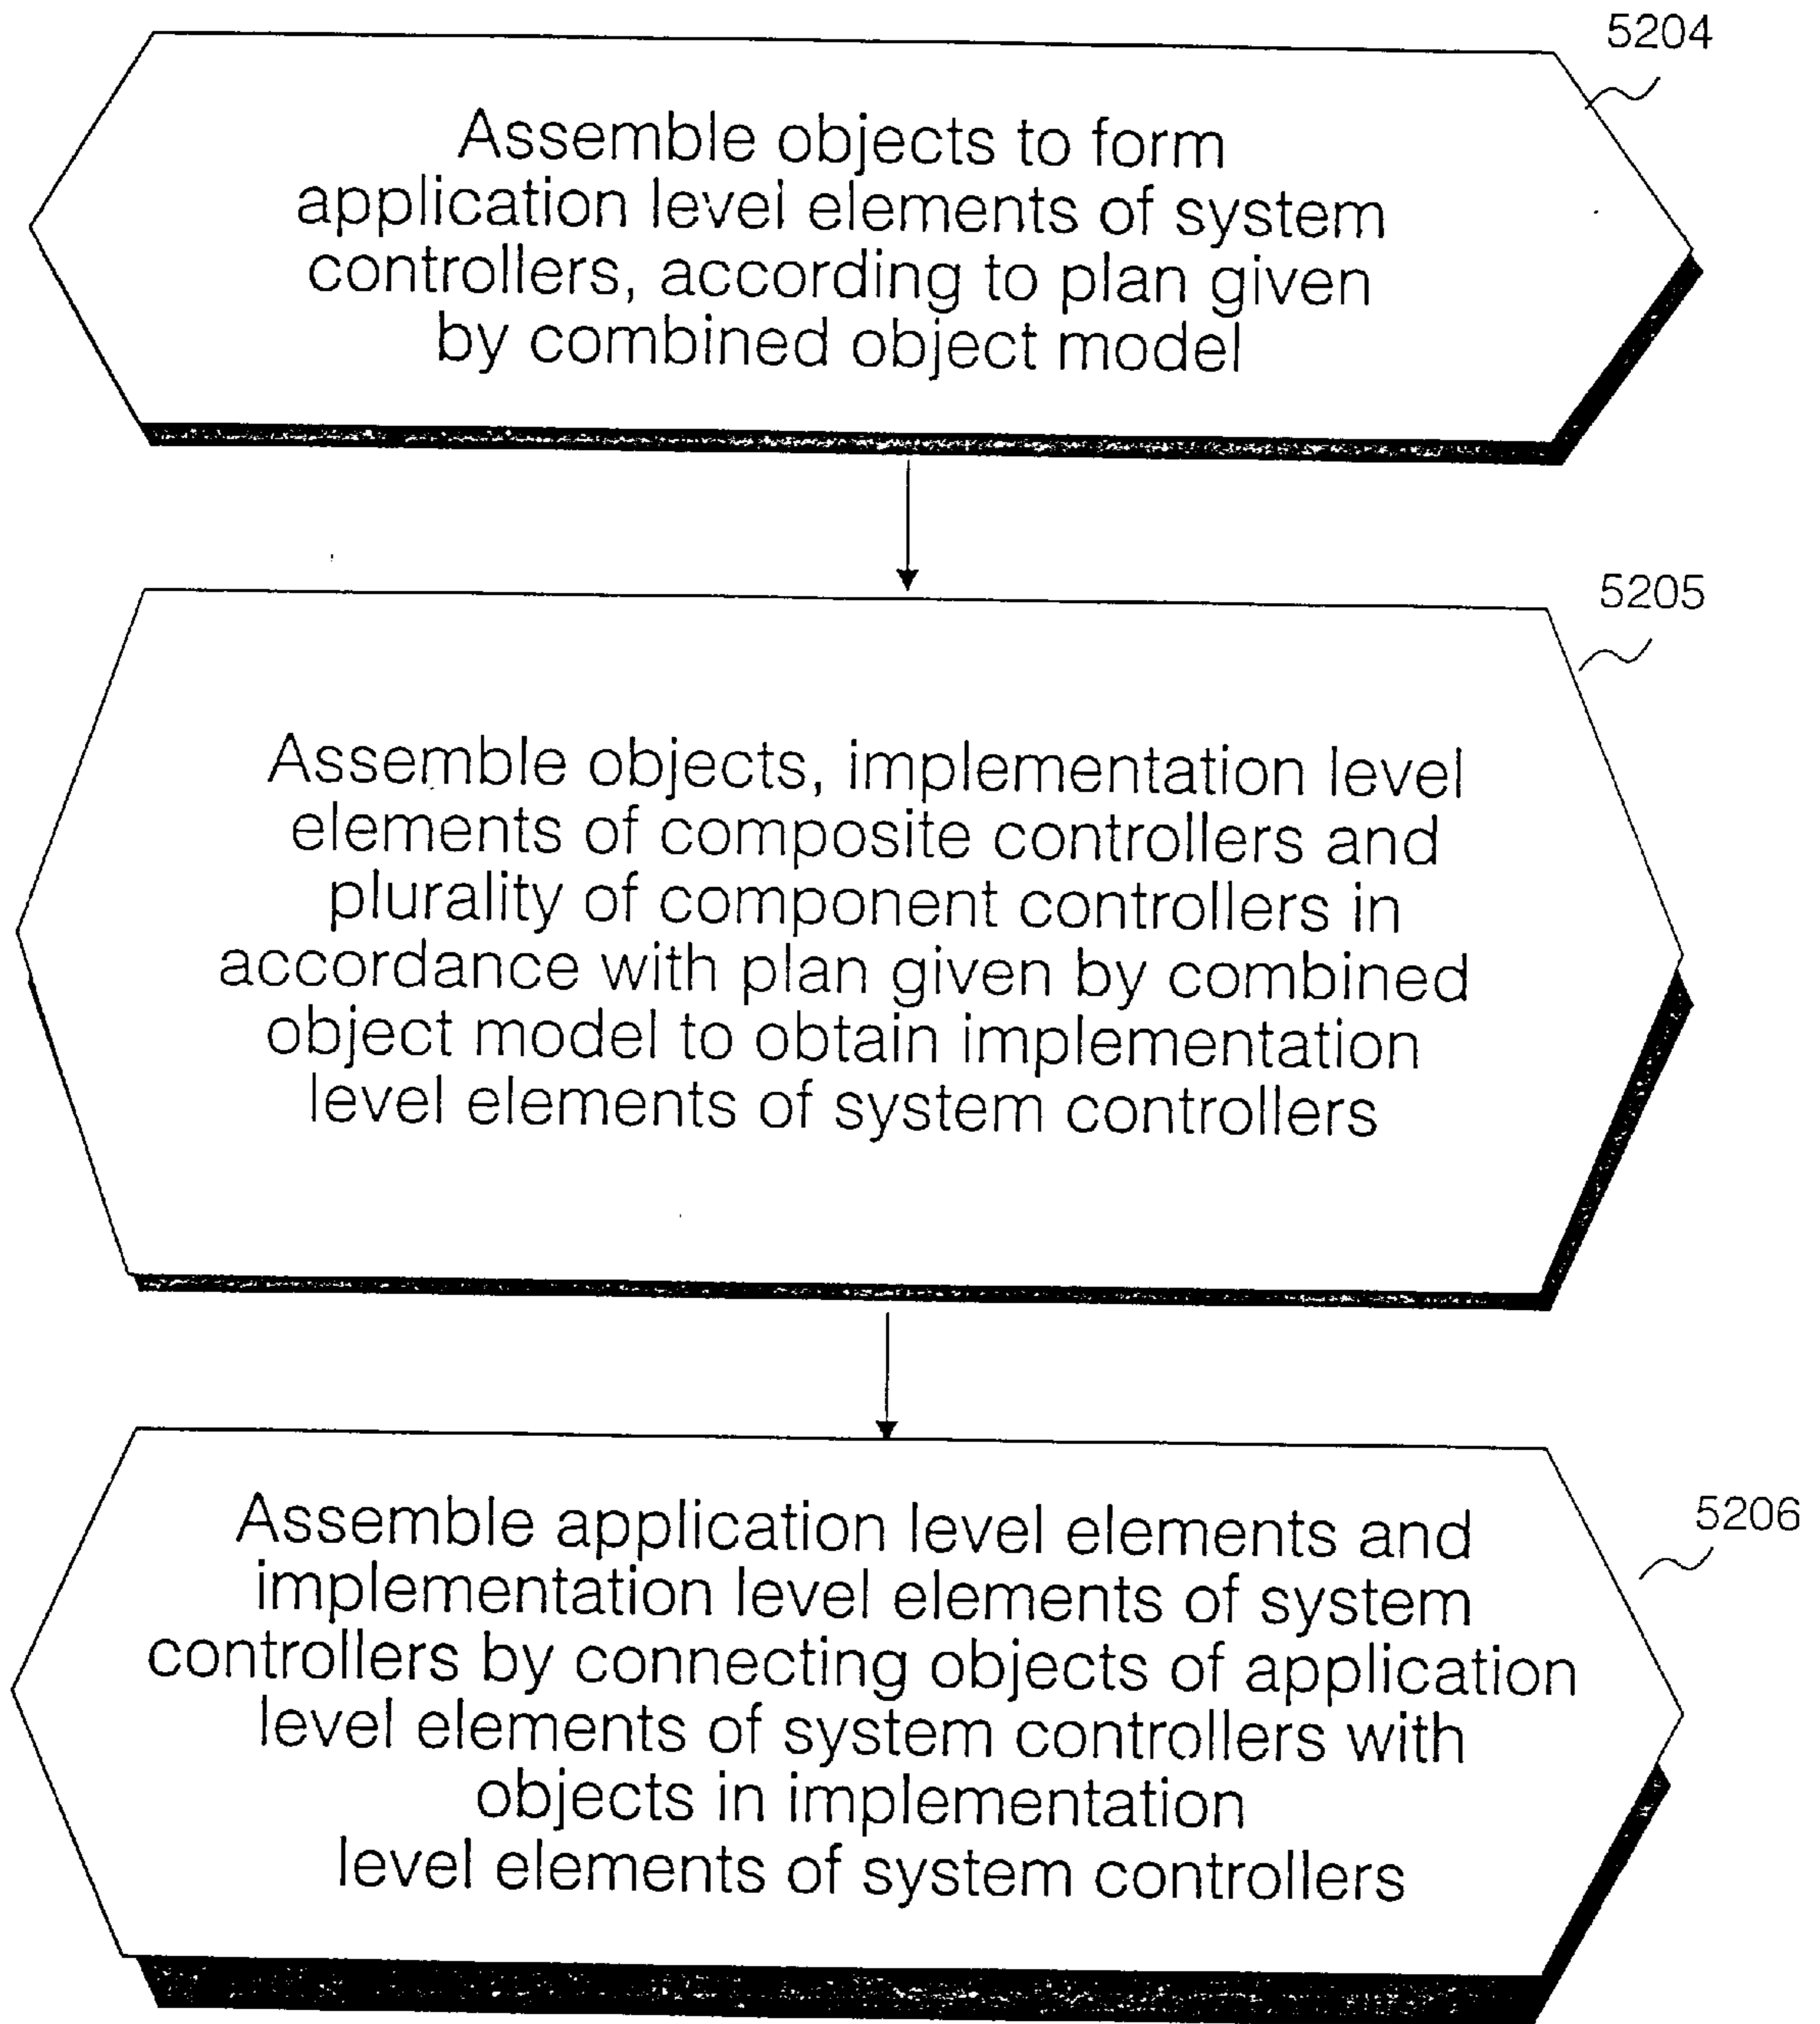 5204
Assemble objects to form
application level elements of system
controllers, according to plan given
by combined object model
5205
Assemble objects, implementation level
elements of composite controllers and
plurality of component controllers in
accordance with plan given by combined
object model to obtain implementation
level elements of system controllers
5206
Assemble application level elements and
implementation level elements of system
controllers by connecting objects of application
level elements of system controllers with
objects in implementation
level elements of system controllers